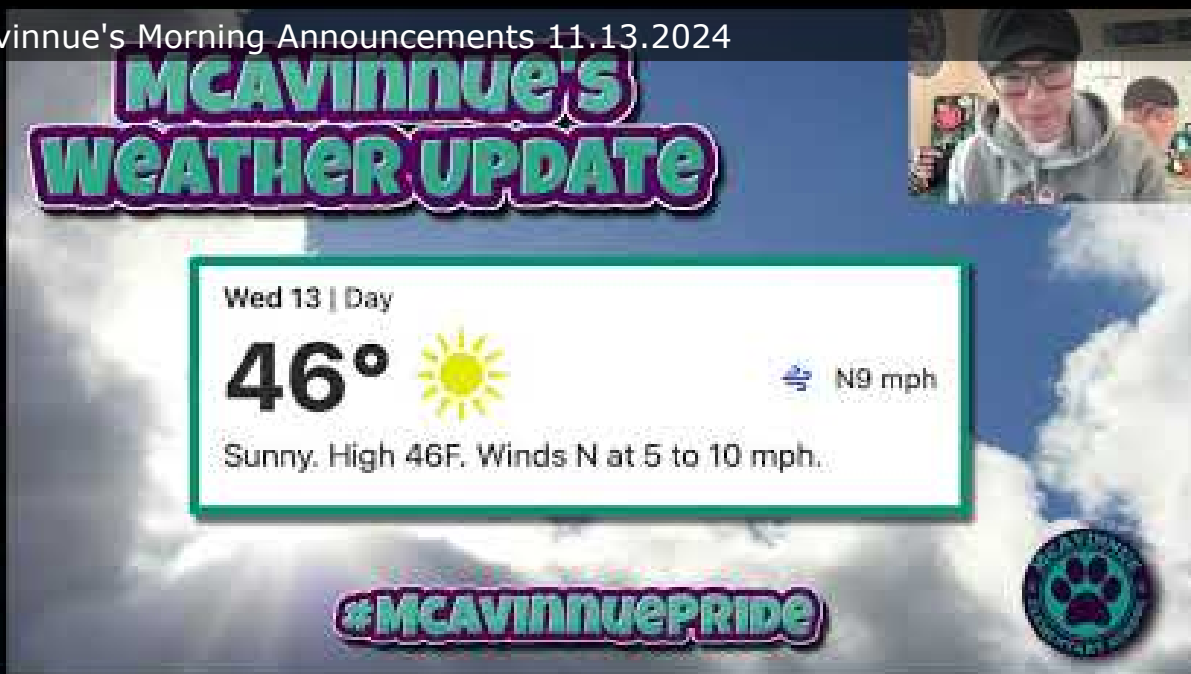 vinnue's Morning Announcements 11.13.2024
McAvinnue's
Weather Update
Wed 13 | Day
46°
N9 mph
Sunny. High 46F. Winds N at 5 to 10 mph.
#McAvinnuePride